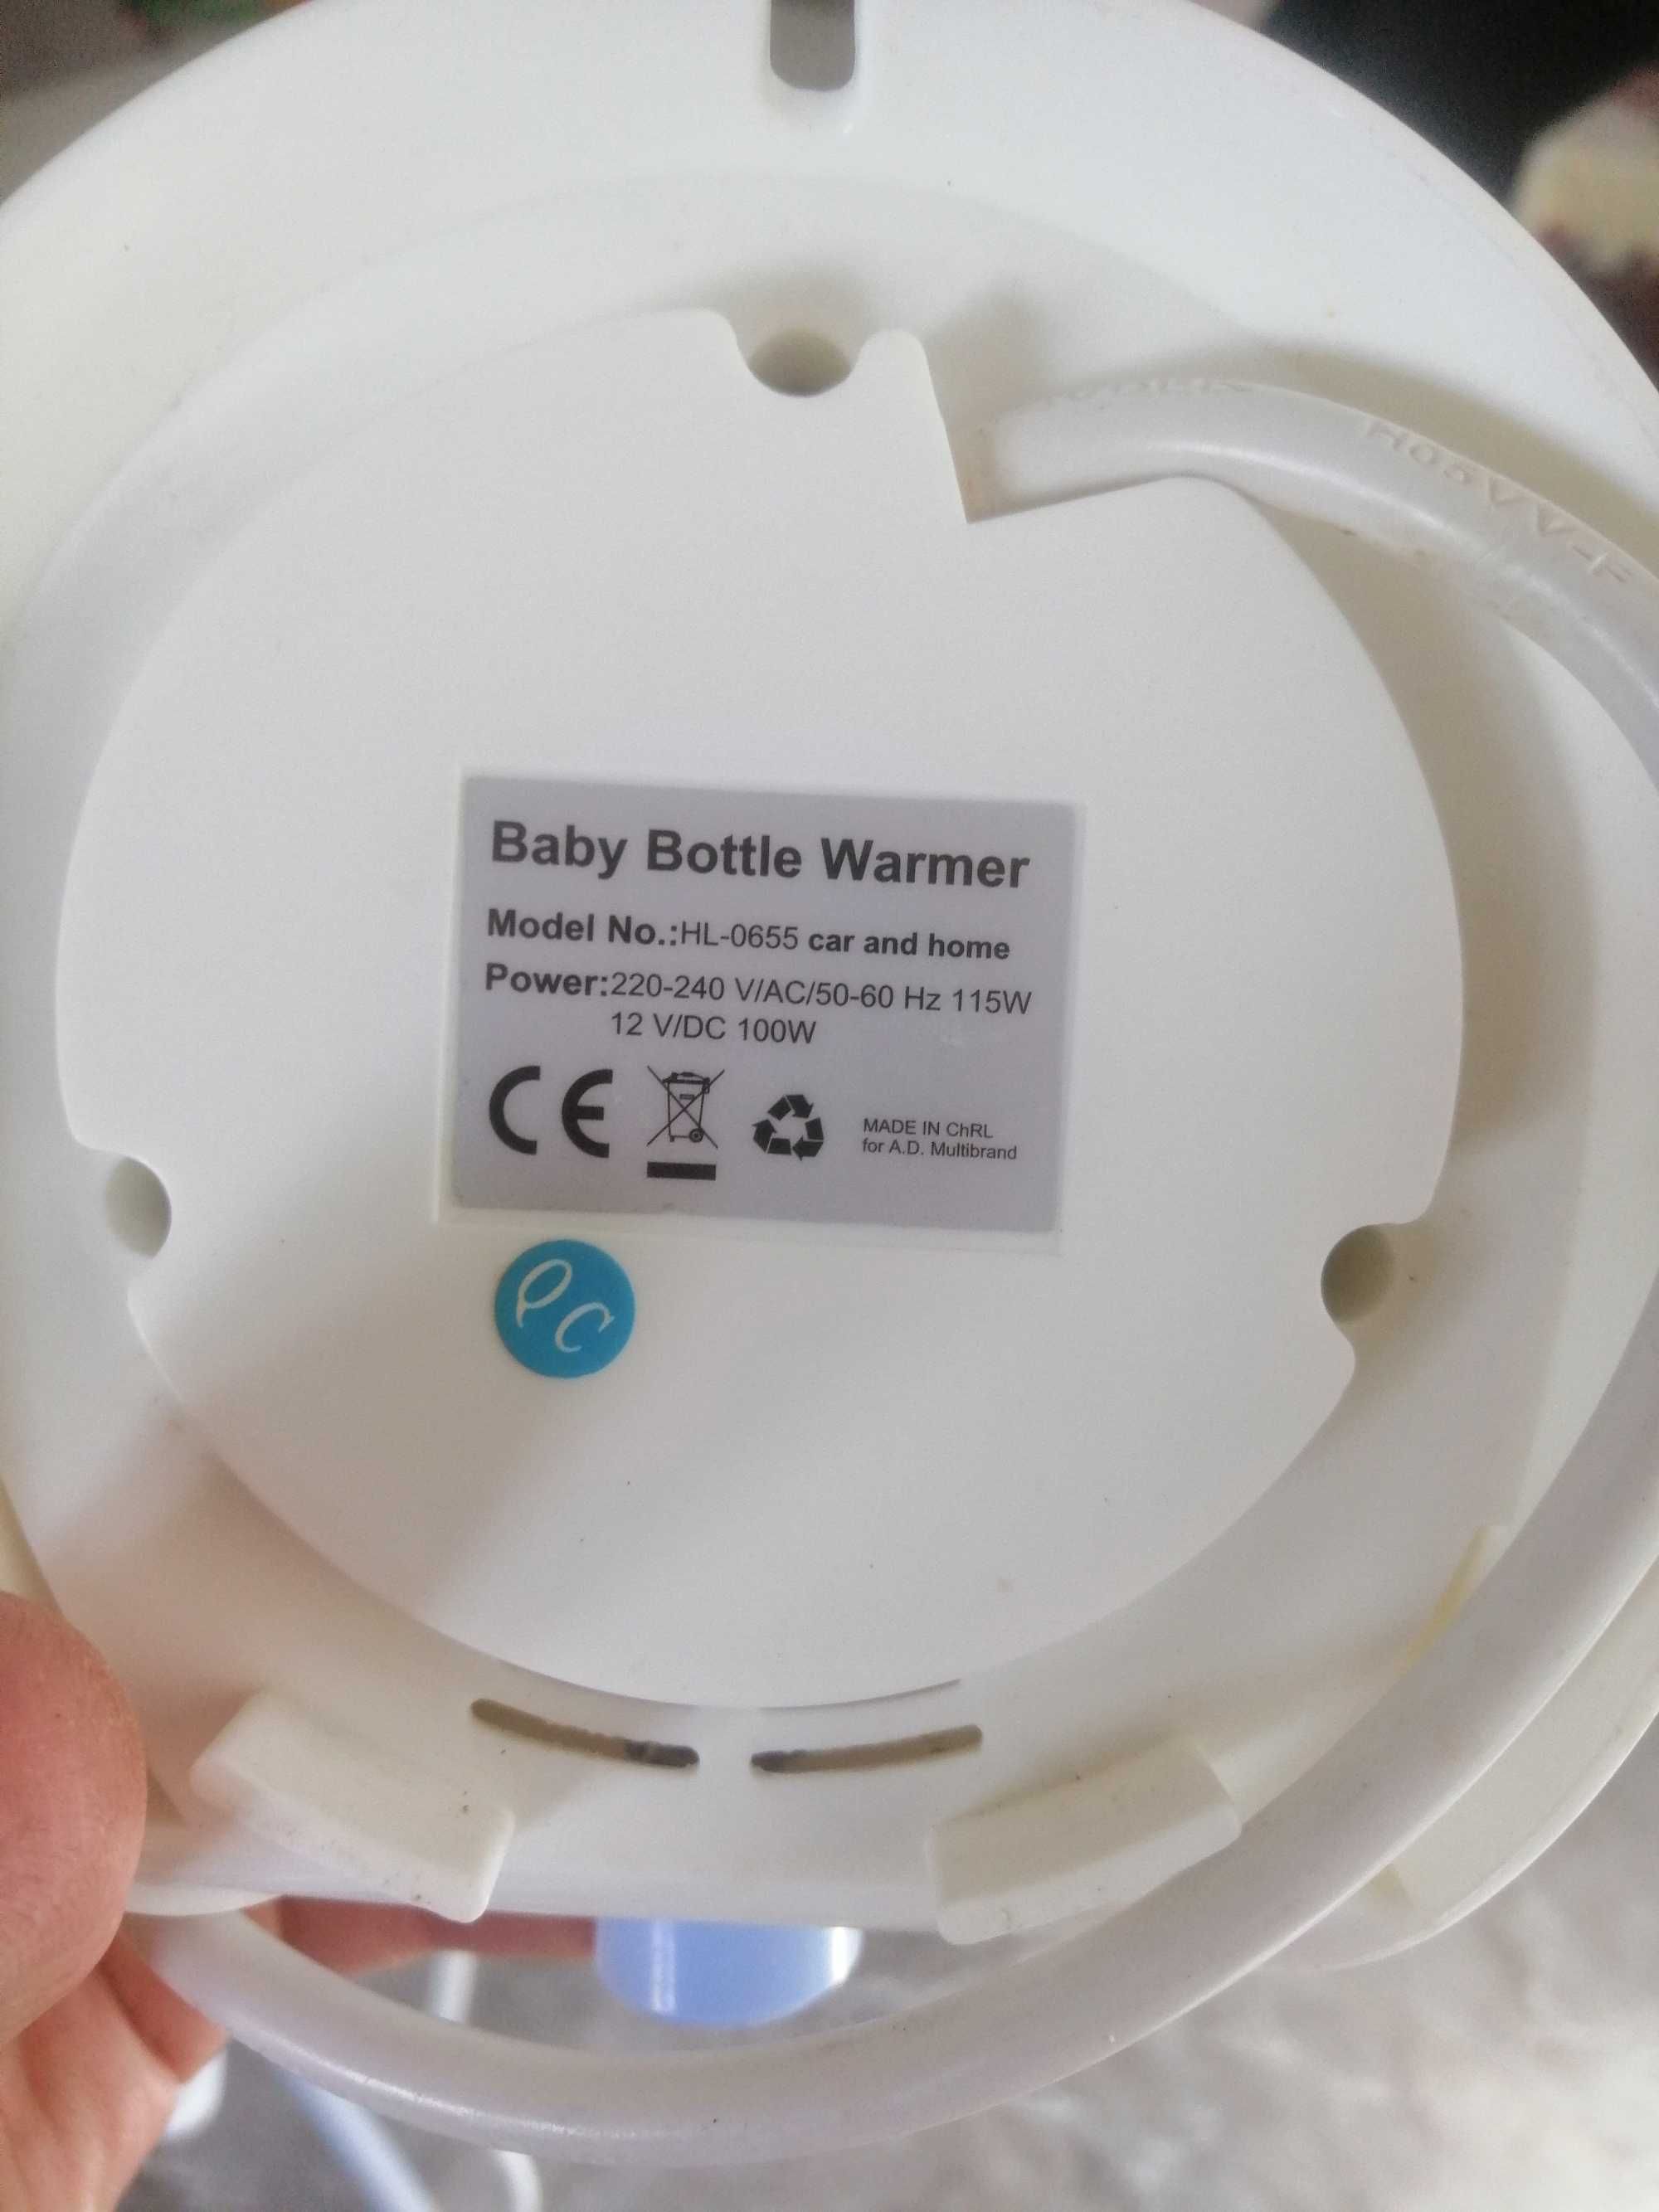 H05VV-F
Baby Bottle Warmer
Model No.:HL-0655 car and home
Power:220-240 V/AC/50-60 Hz 115W
12 V/DC 100W
CE
MADE IN ChRL
for A.D. Multibrand
QC